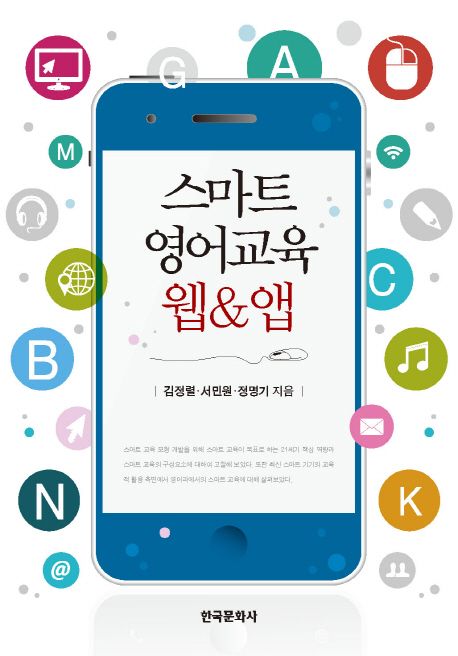 G
A
M
스마트
영어교육
웹&앱
C
B
| 김정렬·서민원·정명기 지음 |
스마트 교육 모형 개발을 위해 스마트 교육이 목표로 하는 21세기 핵심 역량과
스마트 교육의 구성요소에 대하여 고찰해 보았다. 또한 최신 스마트 기기의 교육
적 활용 측면에서 영어과에서의 스마트 교육에 대해 살펴보았다.
N
K
@
한국문화사